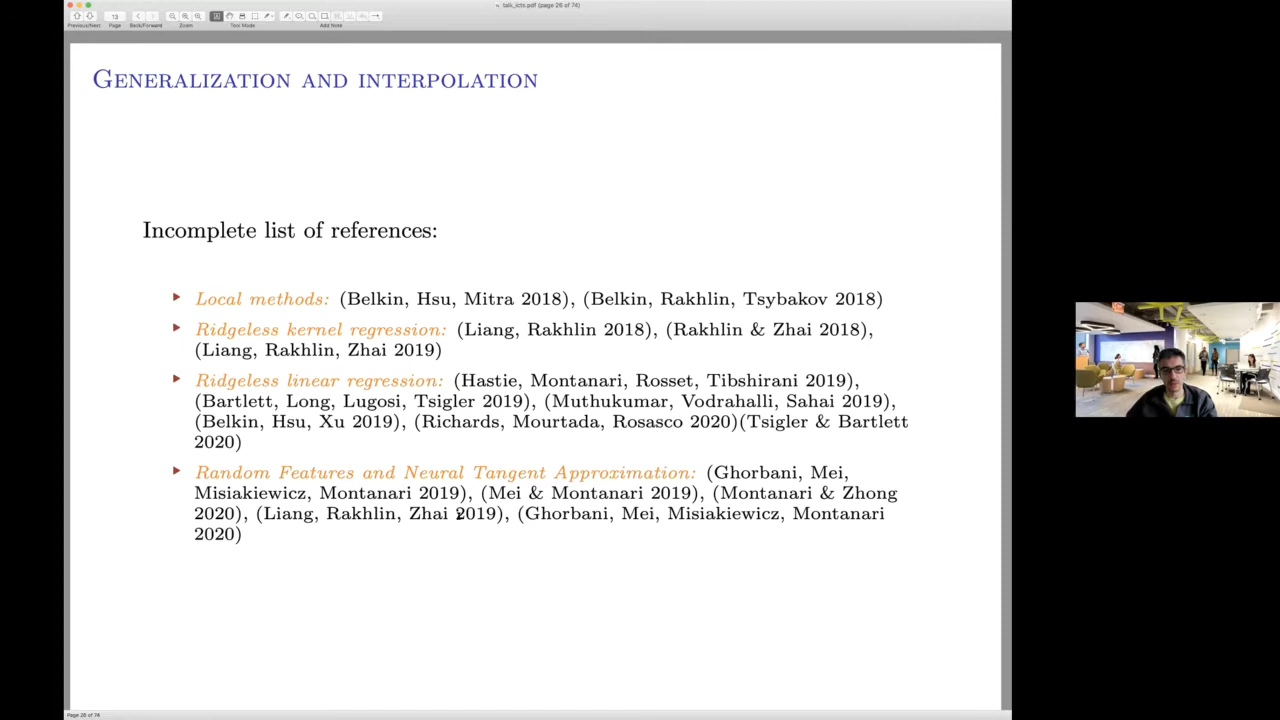 talk_icts.pdf (page 26 of 74)
13
Previous/Next Page Back/Forward Zoom Tool Mode Add Note
Generalization and interpolation
Incomplete list of references:
▸ Local methods: (Belkin, Hsu, Mitra 2018), (Belkin, Rakhlin, Tsybakov 2018)
▸ Ridgeless kernel regression: (Liang, Rakhlin 2018), (Rakhlin & Zhai 2018),
(Liang, Rakhlin, Zhai 2019)
▸ Ridgeless linear regression: (Hastie, Montanari, Rosset, Tibshirani 2019),
(Bartlett, Long, Lugosi, Tsigler 2019), (Muthukumar, Vodrahalli, Sahai 2019),
(Belkin, Hsu, Xu 2019), (Richards, Mourtada, Rosasco 2020)(Tsigler & Bartlett
2020)
▸ Random Features and Neural Tangent Approximation: (Ghorbani, Mei,
Misiakiewicz, Montanari 2019), (Mei & Montanari 2019), (Montanari & Zhong
2020), (Liang, Rakhlin, Zhai 2019), (Ghorbani, Mei, Misiakiewicz, Montanari
2020)
Page 26 of 74